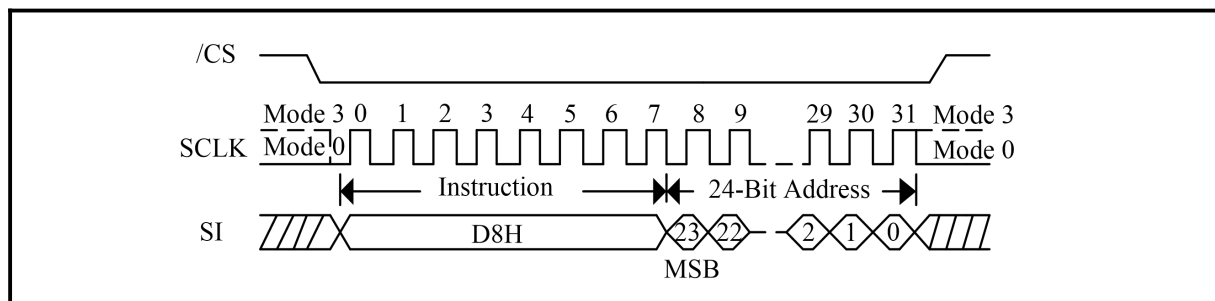 /CS
Mode 3 0 1 2 3 4 5 6 7 8 9 29 30 31 Mode 3
SCLK Mode 0 Mode 0
Instruction 24-Bit Address
SI D8H 23 22 2 1 0
MSB